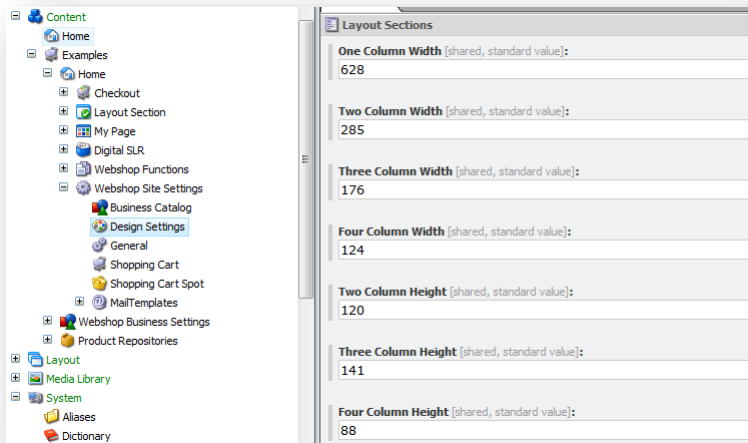 Content
Home
Examples
Home
Checkout
Layout Section
My Page
Digital SLR
Webshop Functions
Webshop Site Settings
Business Catalog
Design Settings
General
Shopping Cart
Shopping Cart Spot
MailTemplates
Webshop Business Settings
Product Repositories
Layout
Media Library
System
Aliases
Dictionary
Layout Sections
One Column Width [shared, standard value]:
628
Two Column Width [shared, standard value]:
285
Three Column Width [shared, standard value]:
176
Four Column Width [shared, standard value]:
124
Two Column Height [shared, standard value]:
120
Three Column Height [shared, standard value]:
141
Four Column Height [shared, standard value]:
88